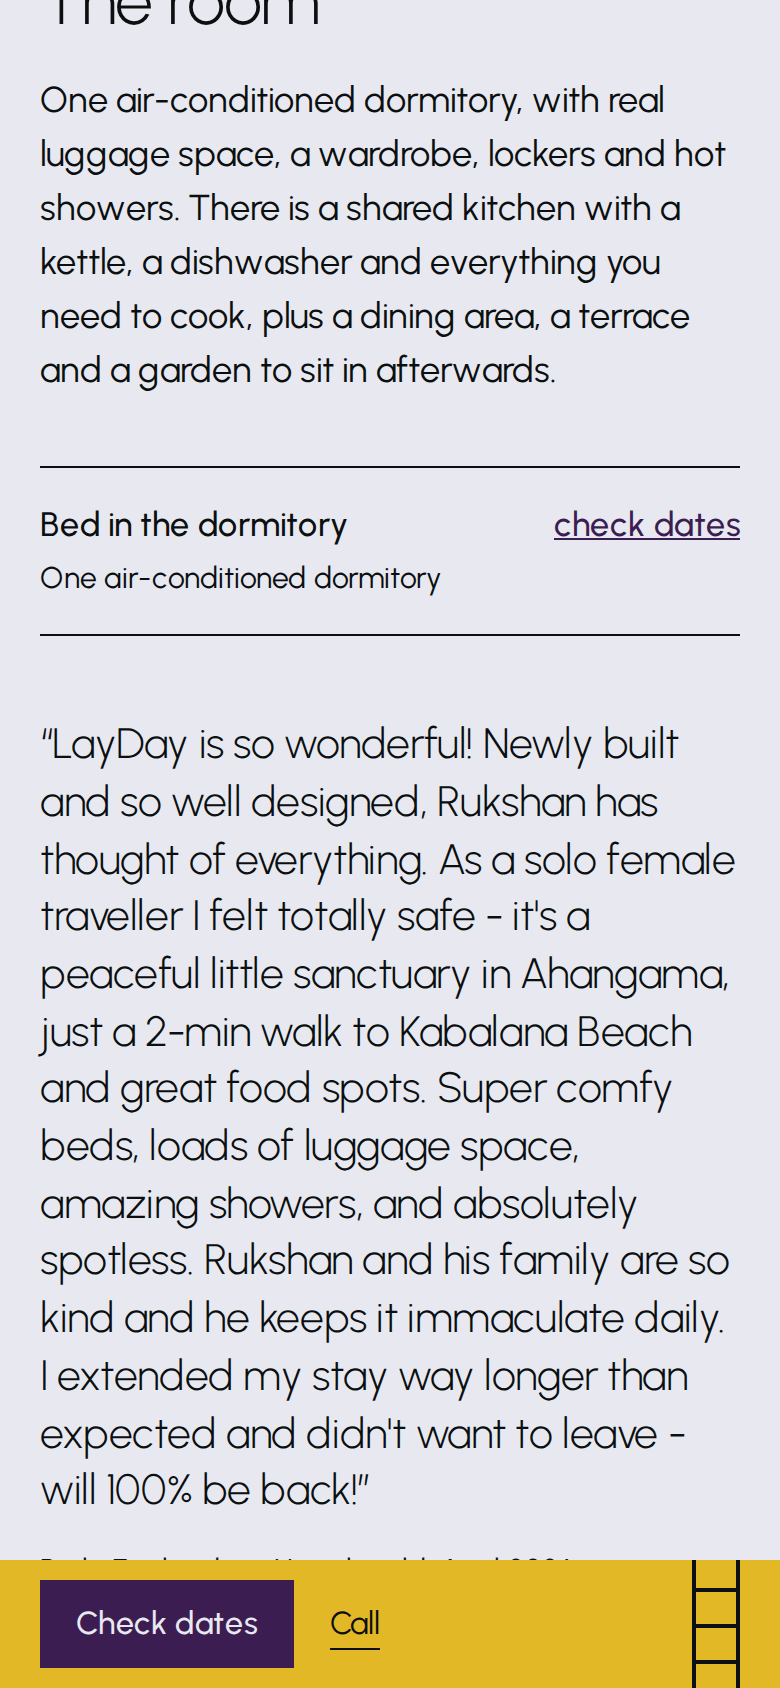 The room
One air-conditioned dormitory, with real
luggage space, a wardrobe, lockers and hot
showers. There is a shared kitchen with a
kettle, a dishwasher and everything you
need to cook, plus a dining area, a terrace
and a garden to sit in afterwards.
Bed in the dormitory
check dates
One air-conditioned dormitory
“LayDay is so wonderful! Newly built
and so well designed, Rukshan has
thought of everything. As a solo female
traveller I felt totally safe - it's a
peaceful little sanctuary in Ahangama,
just a 2-min walk to Kabalana Beach
and great food spots. Super comfy
beds, loads of luggage space,
amazing showers, and absolutely
spotless. Rukshan and his family are so
kind and he keeps it immaculate daily.
I extended my stay way longer than
expected and didn't want to leave -
will 100% be back!”
Check dates
Call